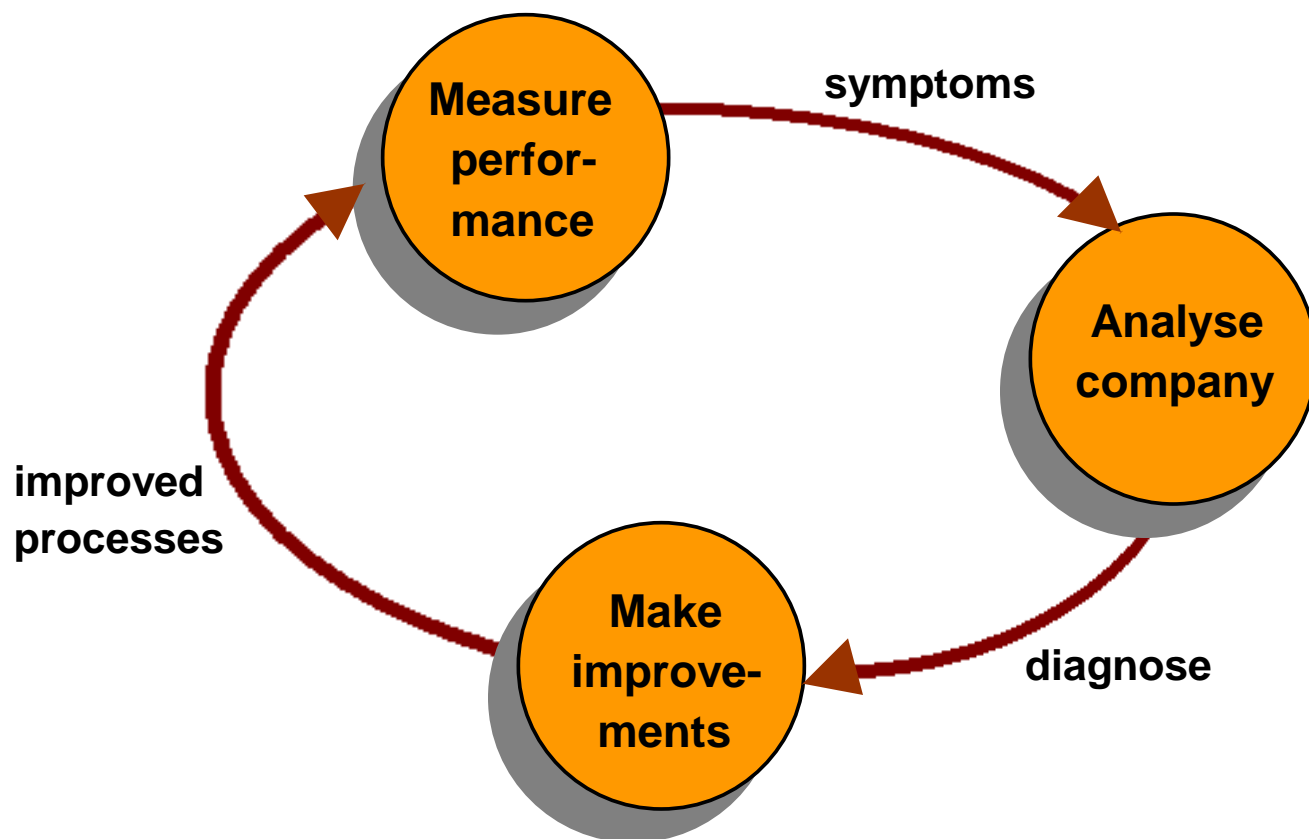 symptoms
Measure
perfor-
mance
Analyse
company
improved
processes
Make
improve-
ments
diagnose